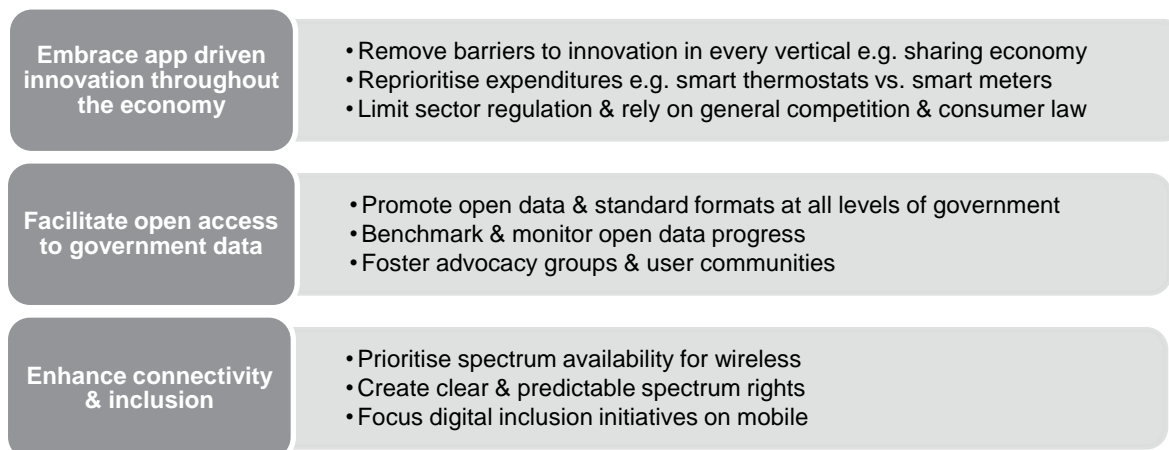 Embrace app driven
innovation throughout
the economy
• Remove barriers to innovation in every vertical e.g. sharing economy
• Reprioritise expenditures e.g. smart thermostats vs. smart meters
• Limit sector regulation & rely on general competition & consumer law
Facilitate open access
to government data
• Promote open data & standard formats at all levels of government
• Benchmark & monitor open data progress
• Foster advocacy groups & user communities
Enhance connectivity
& inclusion
• Prioritise spectrum availability for wireless
• Create clear & predictable spectrum rights
• Focus digital inclusion initiatives on mobile